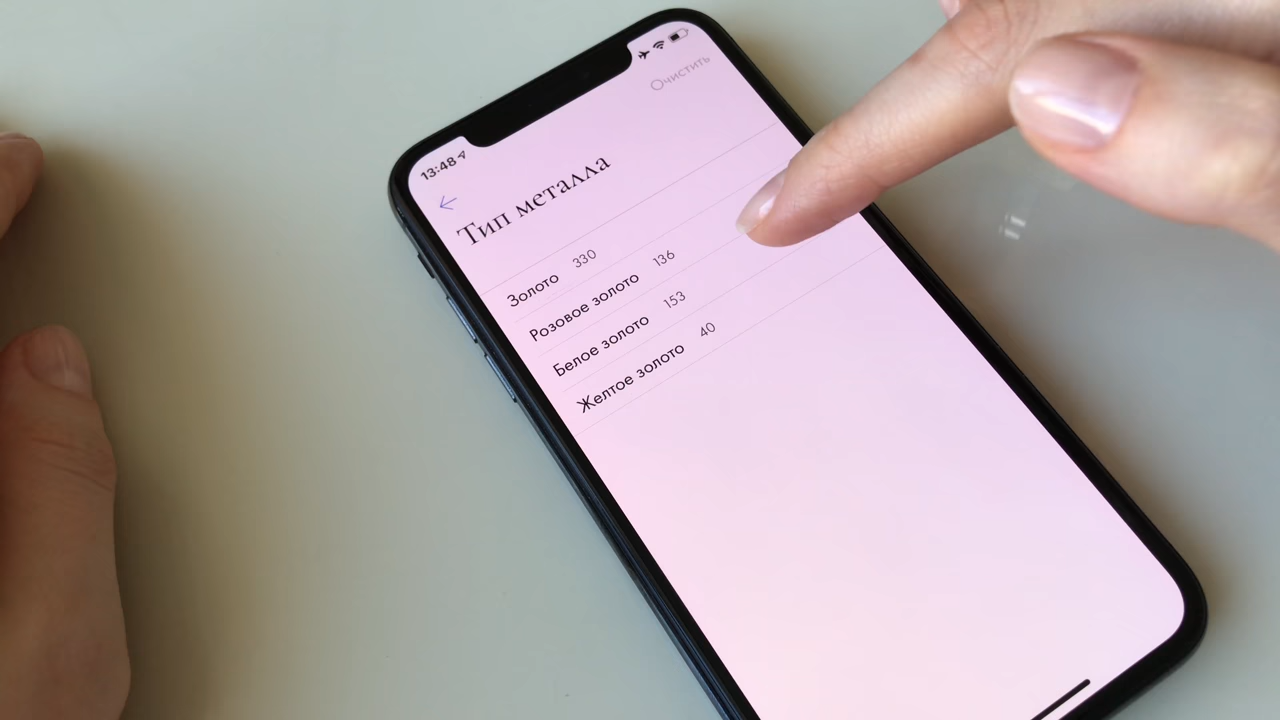 13:48
Очистить
Тип металла
Золото 330
Розовое золото 136
Белое золото 153
Желтое золото 40